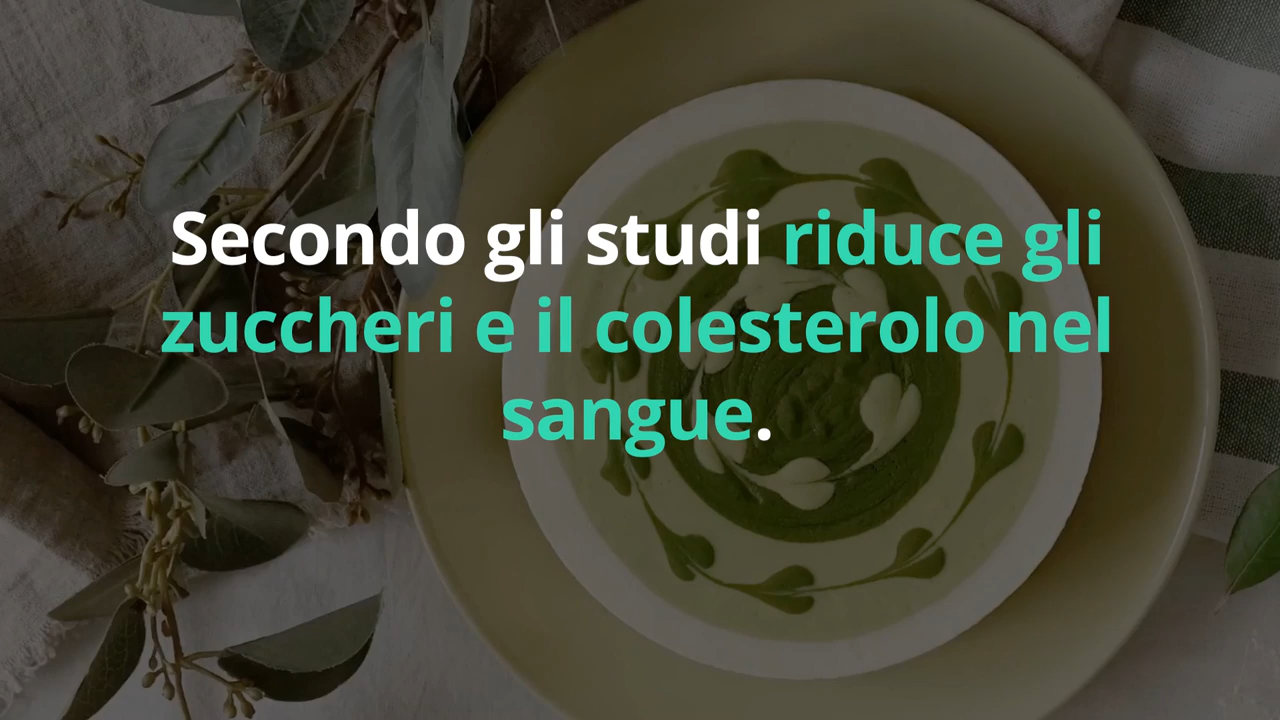 Secondo gli studi riduce gli
zuccheri e il colesterolo nel
sangue.